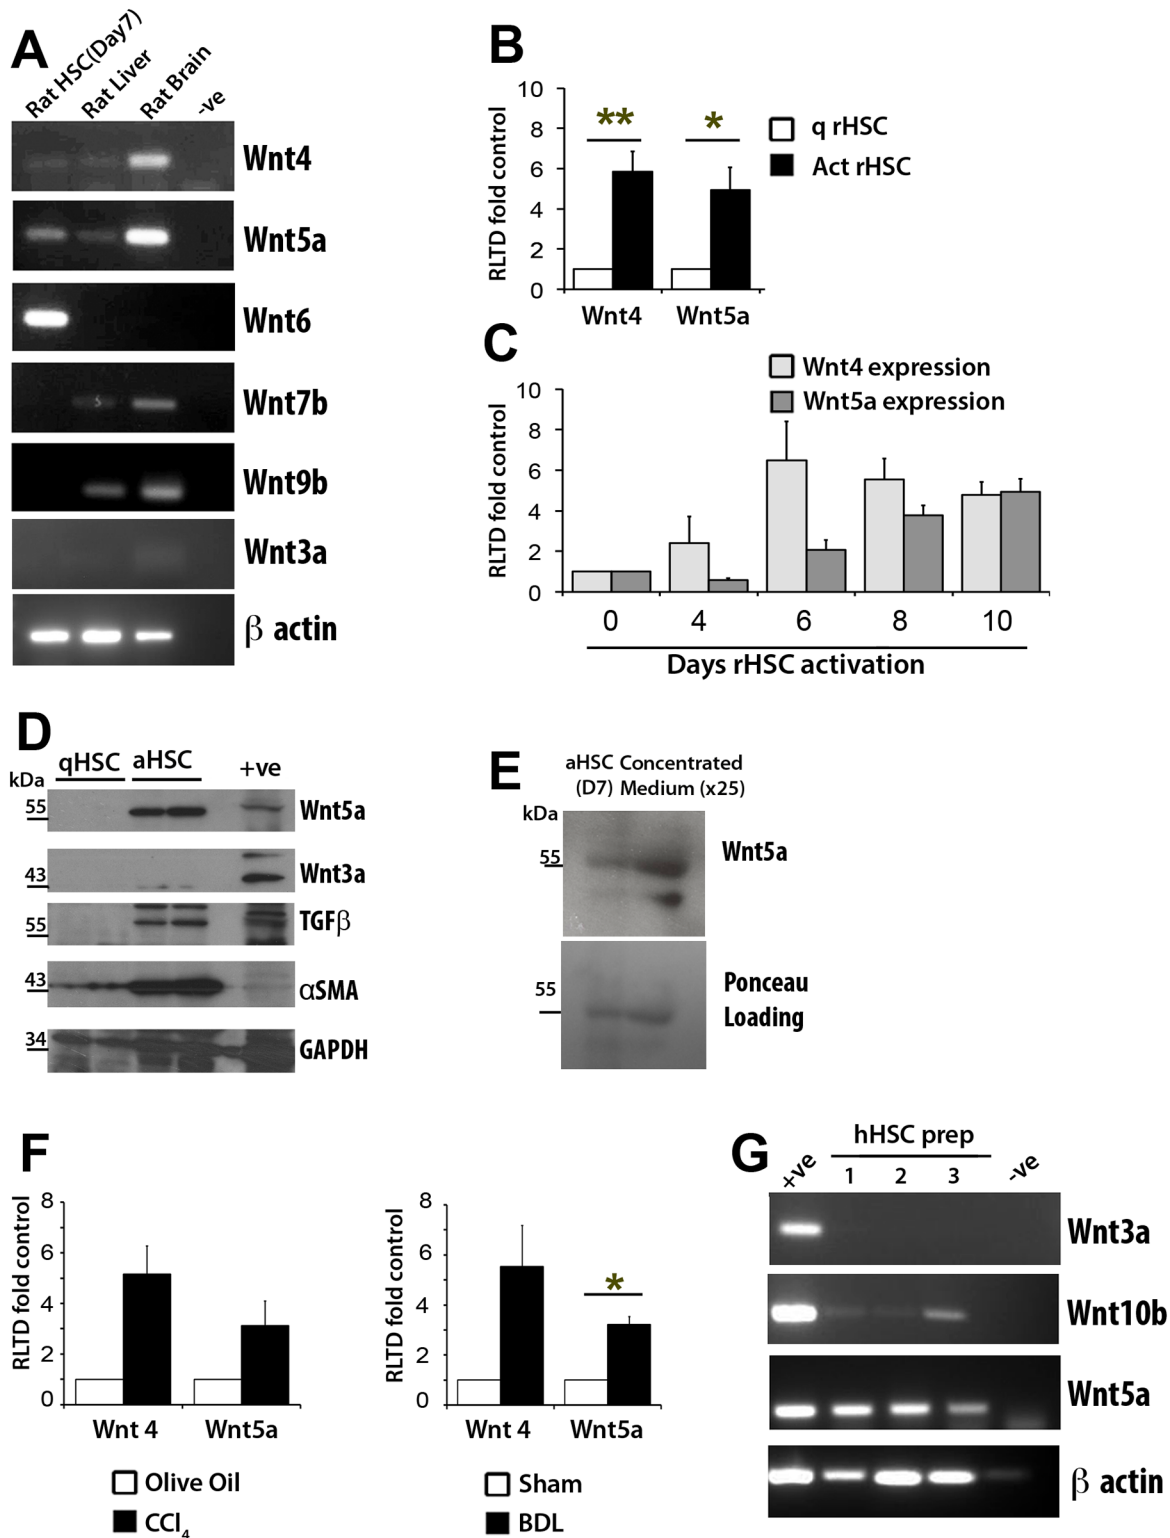 A
Rat HSC(Day7)
Rat Liver
Rat Brain
-ve
Wnt4
Wnt5a
Wnt6
Wnt7b
Wnt9b
Wnt3a
β actin
B
RLTD fold control
10
8
6
4
2
0
**
*
q rHSC
Act rHSC
Wnt4 Wnt5a
C
Wnt4 expression
Wnt5a expression
RLTD fold control
10
8
6
4
2
0
0 4 6 8 10
Days rHSC activation
D
qHSC aHSC +ve
kDa
55 Wnt5a
43 Wnt3a
55 TGFβ
43 αSMA
34 GAPDH
E
aHSC Concentrated
(D7) Medium (x25)
kDa
55 Wnt5a
55 Ponceau
Loading
F
RLTD fold control
8
6
4
2
0
Wnt 4 Wnt5a
Olive Oil
CCl4
RLTD fold control
8
6
4
2
0
*
Wnt 4 Wnt5a
Sham
BDL
G
hHSC prep
+ve 1 2 3 -ve
Wnt3a
Wnt10b
Wnt5a
β actin